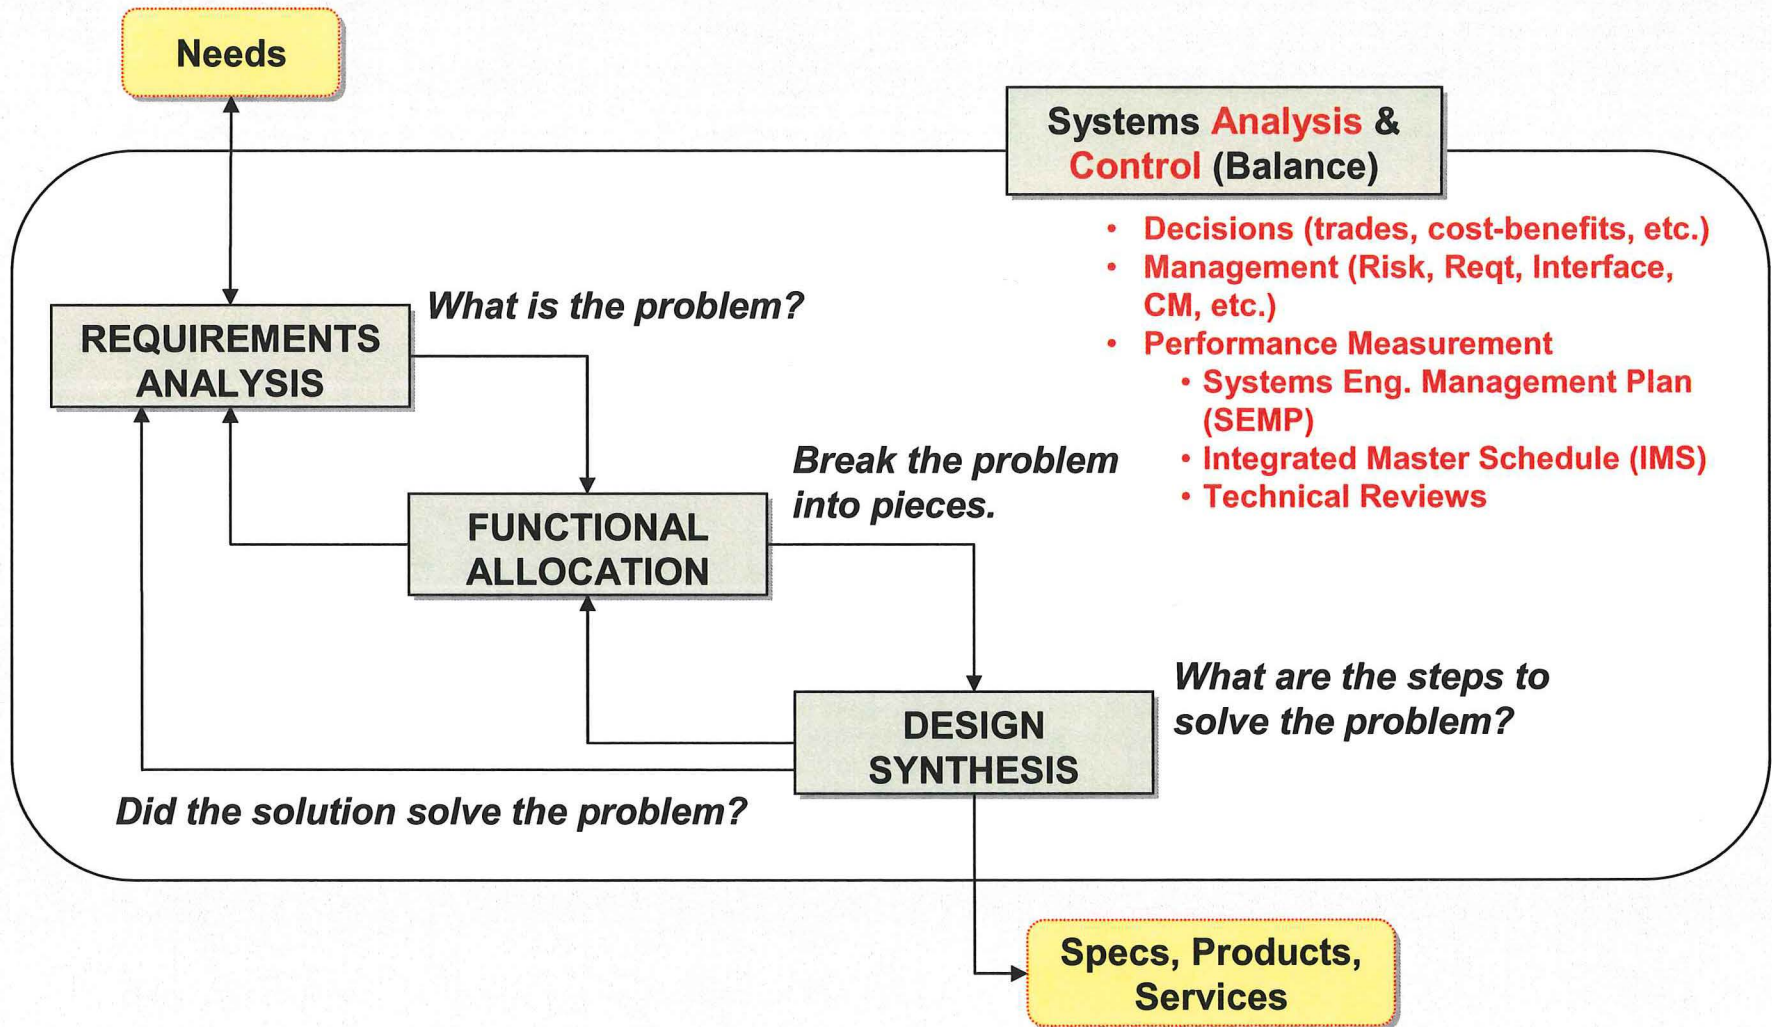 Needs
Systems Analysis &
Control (Balance)
• Decisions (trades, cost-benefits, etc.)
• Management (Risk, Reqt, Interface,
CM, etc.)
• Performance Measurement
• Systems Eng. Management Plan
(SEMP)
• Integrated Master Schedule (IMS)
• Technical Reviews
What is the problem?
REQUIREMENTS
ANALYSIS
Break the problem
into pieces.
FUNCTIONAL
ALLOCATION
What are the steps to
solve the problem?
DESIGN
SYNTHESIS
Did the solution solve the problem?
Specs, Products,
Services